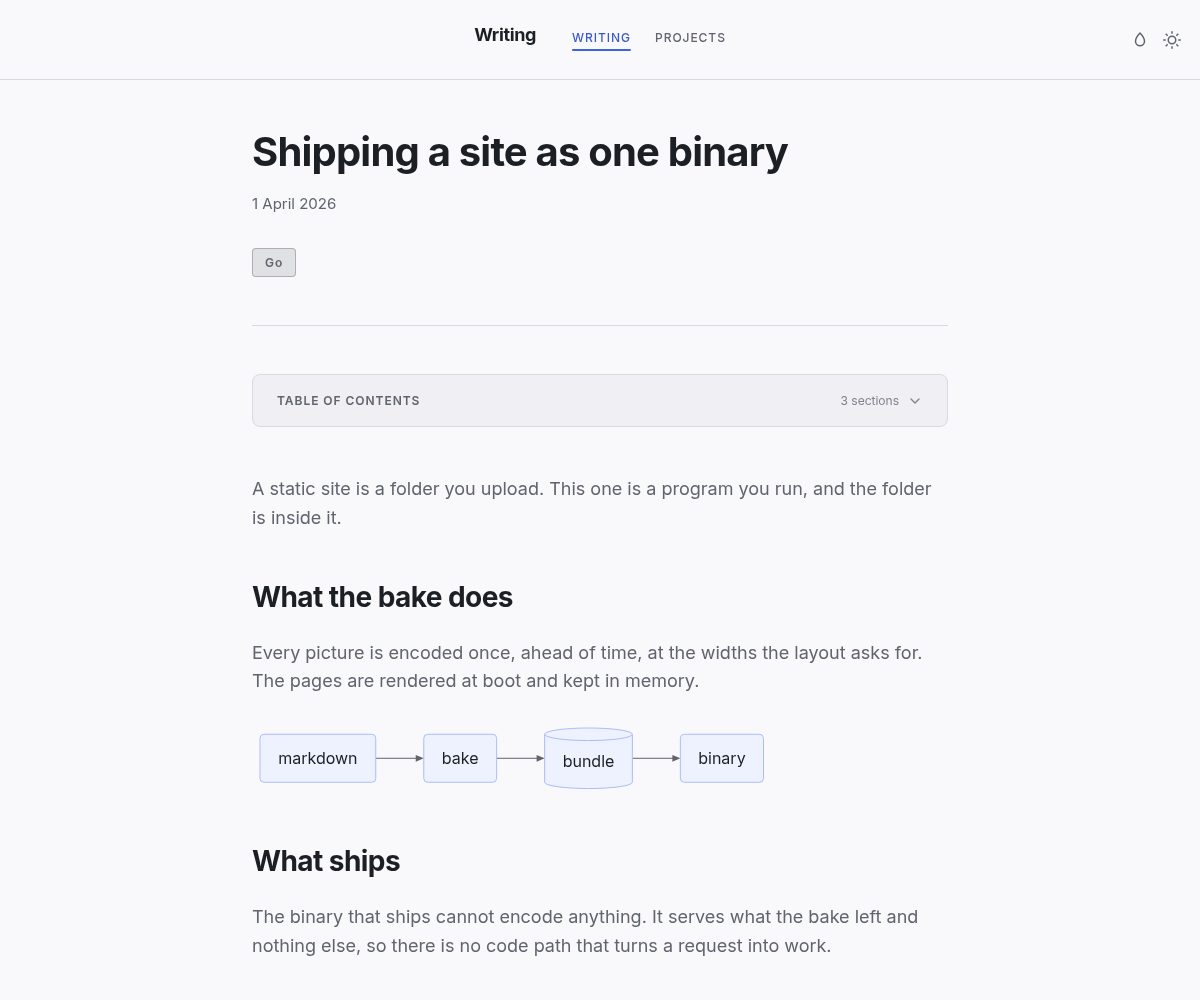 Writing
WRITING
PROJECTS
Shipping a site as one binary
1 April 2026
Go
TABLE OF CONTENTS
3 sections
A static site is a folder you upload. This one is a program you run, and the folder
is inside it.
What the bake does
Every picture is encoded once, ahead of time, at the widths the layout asks for.
The pages are rendered at boot and kept in memory.
markdown
bake
bundle
binary
What ships
The binary that ships cannot encode anything. It serves what the bake left and
nothing else, so there is no code path that turns a request into work.